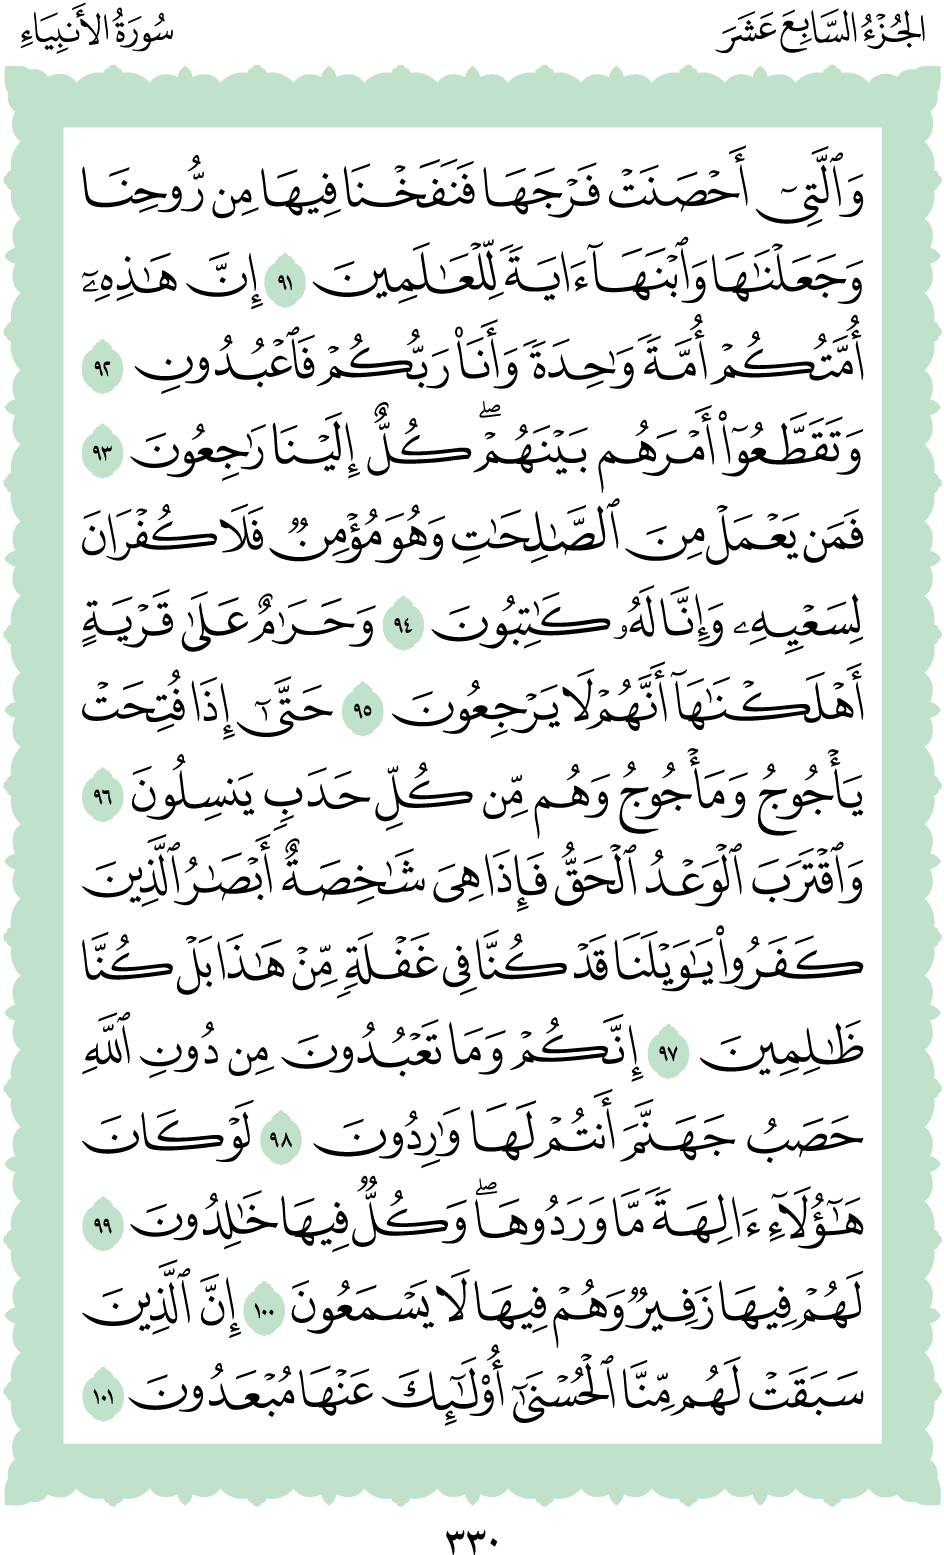 الجُزْءُ السَّابِعَ عَشَرَ
سُورَةُ الأَنبِيَاءِ
وَٱلَّتِىٓ أَحْصَنَتْ فَرْجَهَا فَنَفَخْنَا فِيهَا مِن رُّوحِنَا
وَجَعَلْنَٰهَا وَٱبْنَهَآ ءَايَةً لِّلْعَٰلَمِينَ ٩١ إِنَّ هَٰذِهِۦٓ
أُمَّتُكُمْ أُمَّةً وَٰحِدَةً وَأَنَا۠ رَبُّكُمْ فَٱعْبُدُونِ ٩٢
وَتَقَطَّعُوٓا۟ أَمْرَهُم بَيْنَهُمْ ۖ كُلٌّ إِلَيْنَا رَٰجِعُونَ ٩٣
فَمَن يَعْمَلْ مِنَ ٱلصَّٰلِحَٰتِ وَهُوَ مُؤْمِنٌ فَلَا كُفْرَانَ
لِسَعْيِهِۦ وَإِنَّا لَهُۥ كَٰتِبُونَ ٩٤ وَحَرَٰمٌ عَلَىٰ قَرْيَةٍ
أَهْلَكْنَٰهَآ أَنَّهُمْ لَا يَرْجِعُونَ ٩٥ حَتَّىٰٓ إِذَا فُتِحَتْ
يَأْجُوجُ وَمَأْجُوجُ وَهُم مِّن كُلِّ حَدَبٍ يَنسِلُونَ ٩٦
وَٱقْتَرَبَ ٱلْوَعْدُ ٱلْحَقُّ فَإِذَا هِىَ شَٰخِصَةٌ أَبْصَٰرُ ٱلَّذِينَ
كَفَرُوا۟ يَٰوَيْلَنَا قَدْ كُنَّا فِى غَفْلَةٍ مِّنْ هَٰذَا بَلْ كُنَّا
ظَٰلِمِينَ ٩٧ إِنَّكُمْ وَمَا تَعْبُدُونَ مِن دُونِ ٱللَّهِ
حَصَبُ جَهَنَّمَ أَنتُمْ لَهَا وَٰرِدُونَ ٩٨ لَوْ كَانَ
هَٰٓؤُلَآءِ ءَالِهَةً مَّا وَرَدُوهَا ۖ وَكُلٌّ فِيهَا خَٰلِدُونَ ٩٩
لَهُمْ فِيهَا زَفِيرٌ وَهُمْ فِيهَا لَا يَسْمَعُونَ ١٠٠ إِنَّ ٱلَّذِينَ
سَبَقَتْ لَهُم مِّنَّا ٱلْحُسْنَىٰٓ أُو۟لَٰٓئِكَ عَنْهَا مُبْعَدُونَ ١٠١
٣٣٠